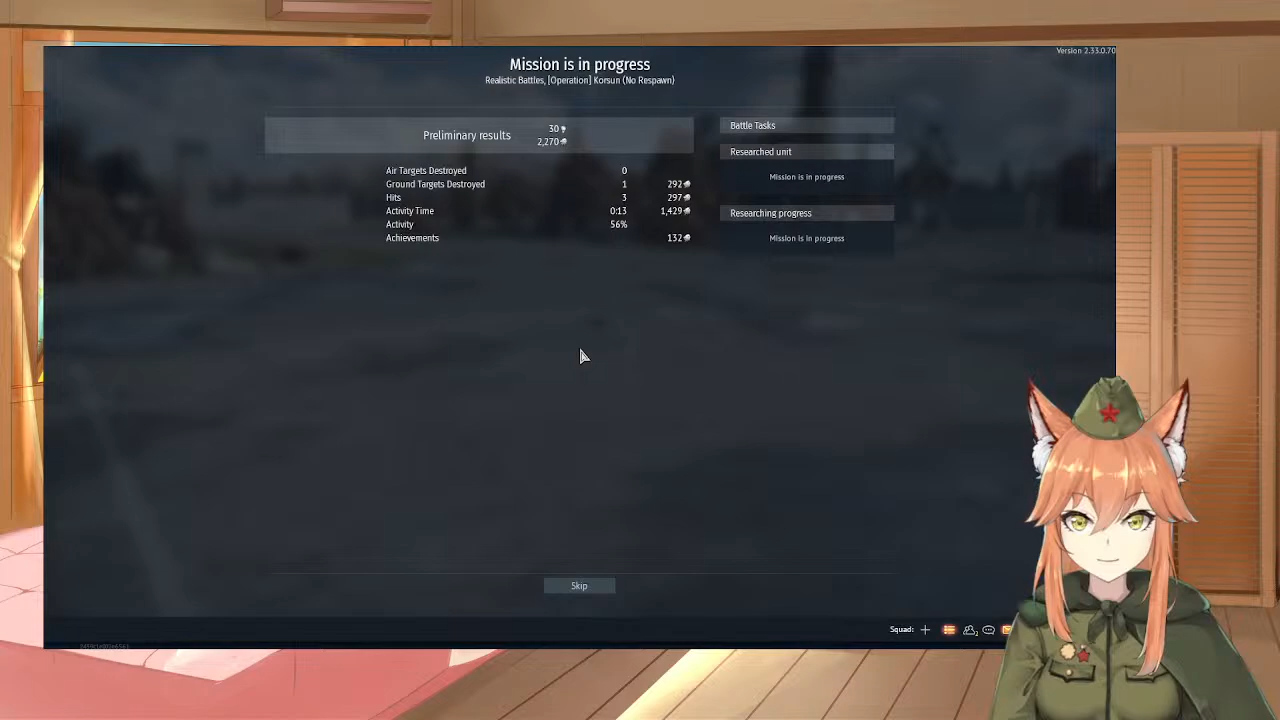 Version 2.33.0.70
Mission is in progress
Realistic Battles, [Operation] Korsun (No Respawn)
Preliminary results 30
2,270
Air Targets Destroyed 0
Ground Targets Destroyed 1 292
Hits 3 297
Activity Time 0:13 1,429
Activity 56%
Achievements 132
Battle Tasks
Researched unit
Mission is in progress
Researching progress
Mission is in progress
Skip
Squad: